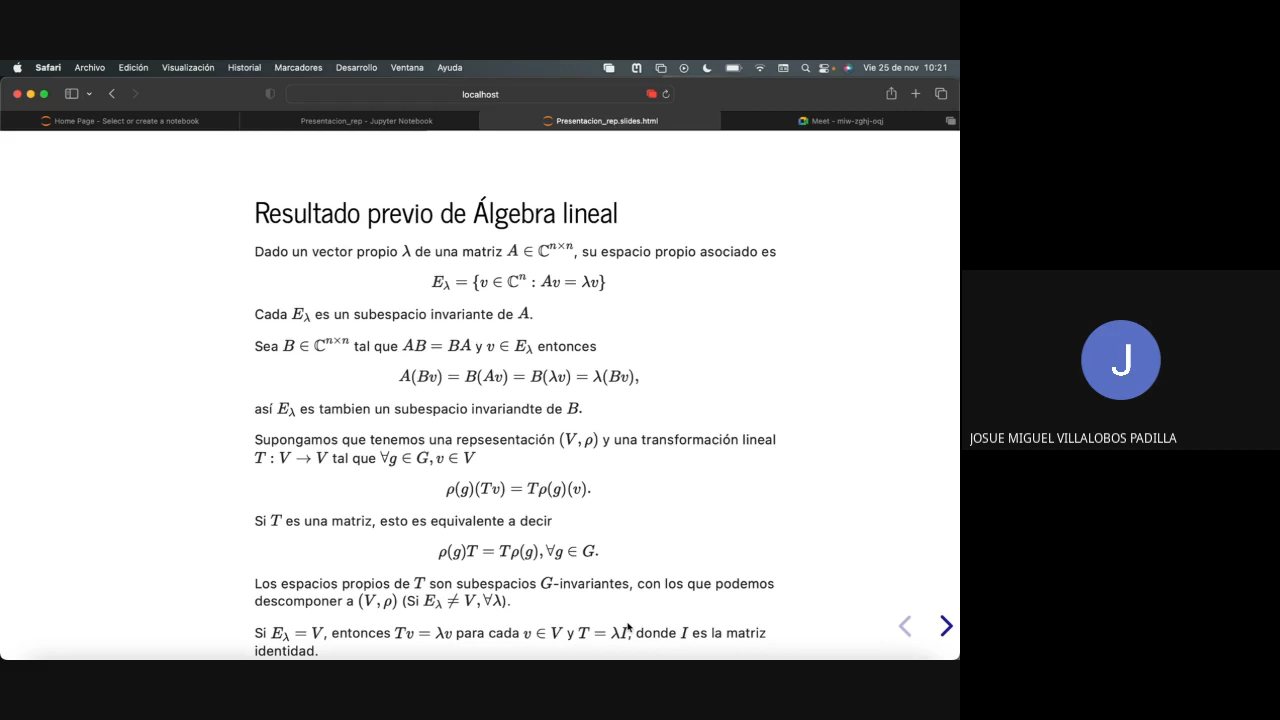 Safari Archivo Edición Visualización Historial Marcadores Desarrollo Ventana Ayuda Vie 25 de nov 10:21
localhost
Home Page - Select or create a notebook Presentacion_rep - Jupyter Notebook Presentacion_rep.slides.html Meet - miw-zghj-oqj
Resultado previo de Álgebra lineal
Dado un vector propio λ de una matriz A ∈ ℂⁿˣⁿ, su espacio propio asociado es
E_λ = {v ∈ ℂⁿ : Av = λv}
Cada E_λ es un subespacio invariante de A.
Sea B ∈ ℂⁿˣⁿ tal que AB = BA y v ∈ E_λ entonces
A(Bv) = B(Av) = B(λv) = λ(Bv),
así E_λ es tambien un subespacio invariandte de B.
Supongamos que tenemos una repsesentación (V, ρ) y una transformación lineal
T : V → V tal que ∀g ∈ G, v ∈ V
ρ(g)(Tv) = Tρ(g)(v).
Si T es una matriz, esto es equivalente a decir
ρ(g)T = Tρ(g), ∀g ∈ G.
Los espacios propios de T son subespacios G-invariantes, con los que podemos
descomponer a (V, ρ) (Si E_λ ≠ V, ∀λ).
Si E_λ = V, entonces Tv = λv para cada v ∈ V y T = λI, donde I es la matriz
identidad.
J
JOSUE MIGUEL VILLALOBOS PADILLA